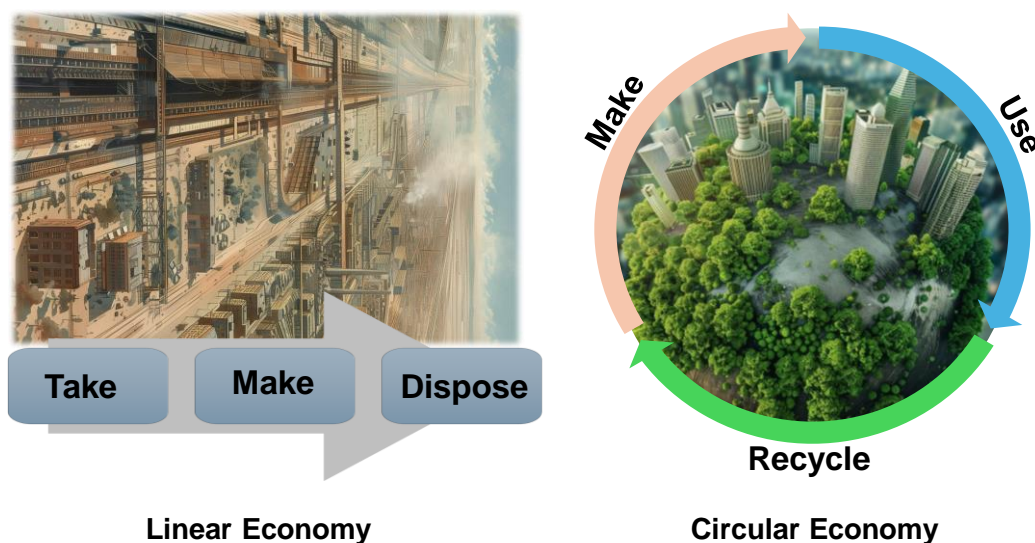 Take
Make
Dispose
Linear Economy
Make
Use
Recycle
Circular Economy